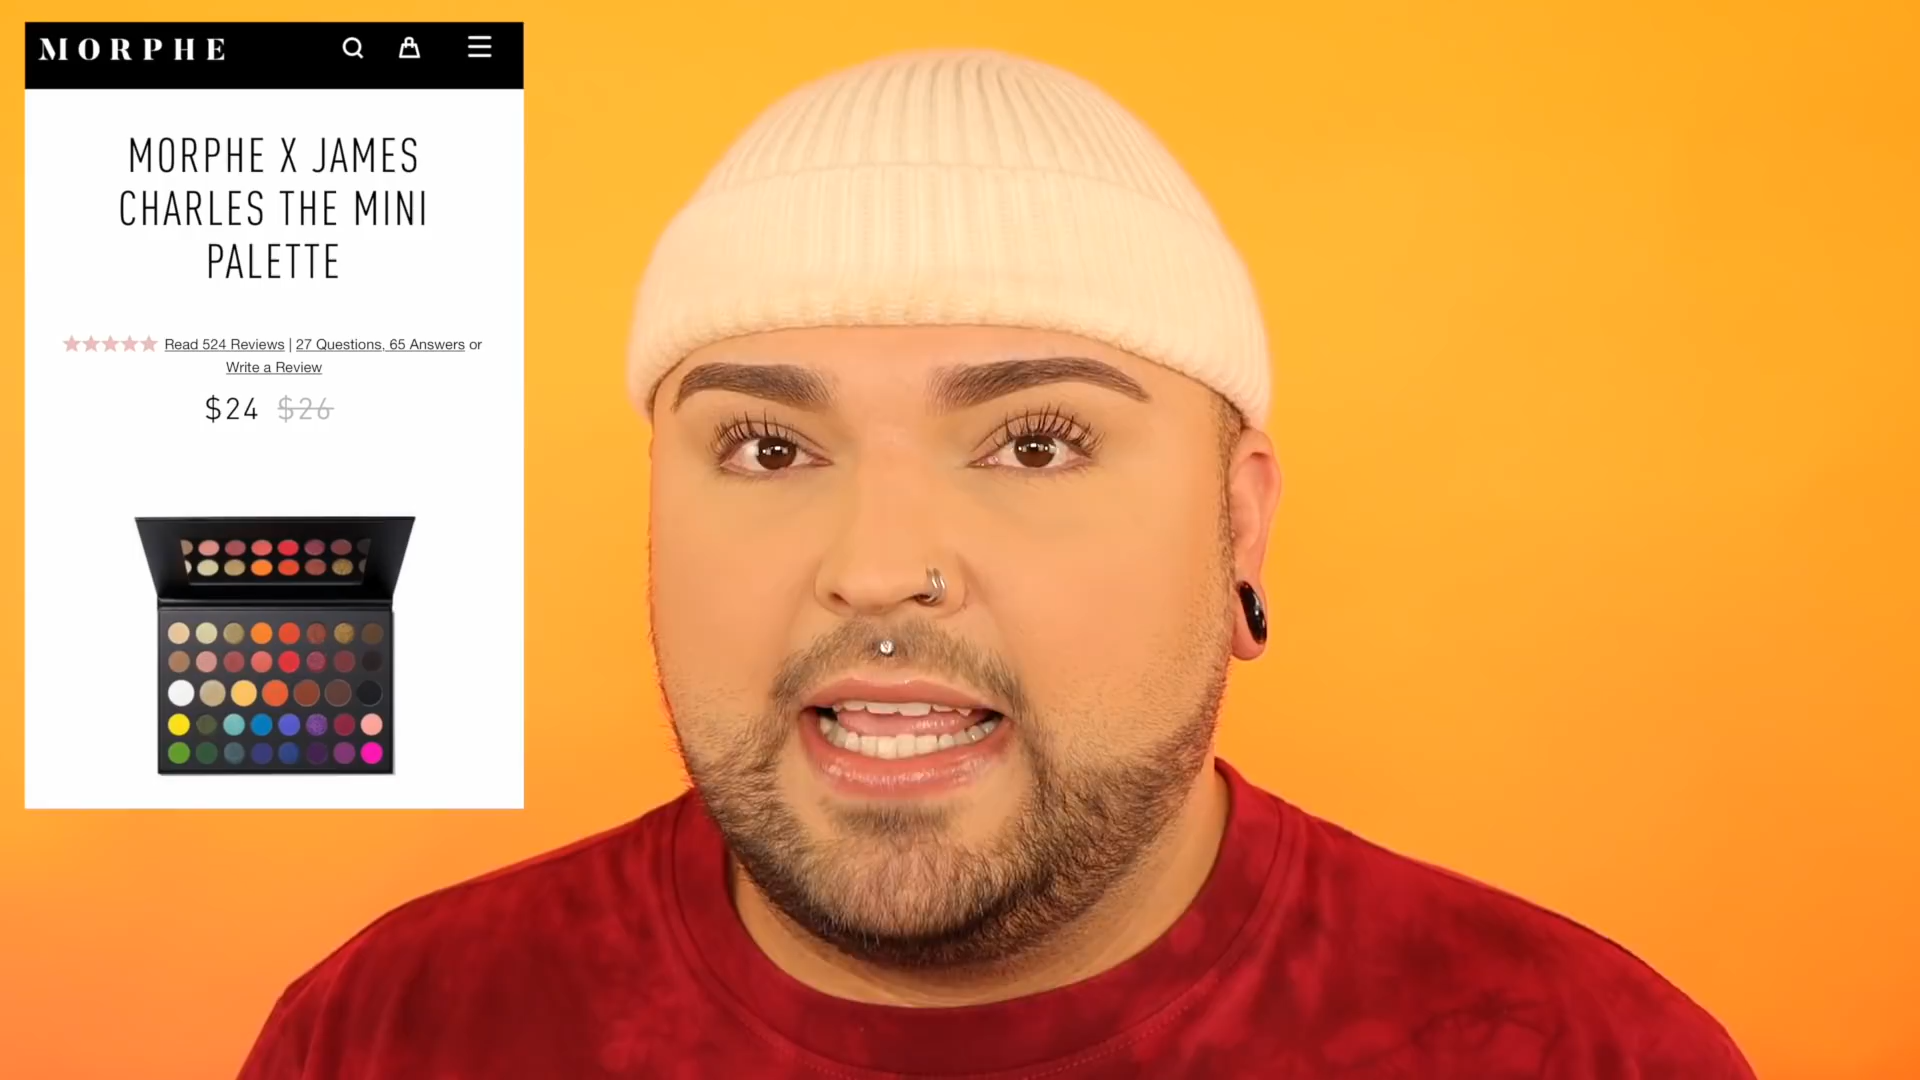 MORPHE
MORPHE X JAMES
CHARLES THE MINI
PALETTE
Read 524 Reviews | 27 Questions, 65 Answers or
Write a Review
$24 $26